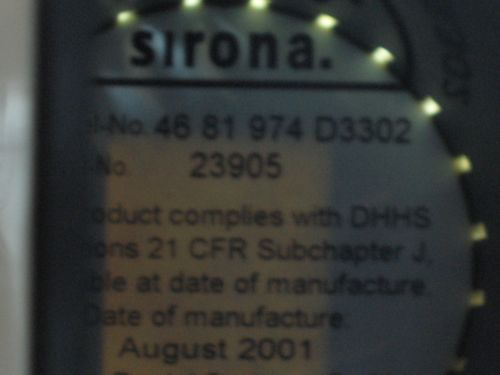 sirona.
-No. 46 81 974 D3302
-No. 23905
oduct complies with DHHS
ions 21 CFR Subchapter J,
ble at date of manufacture.
Date of manufacture:
August 2001